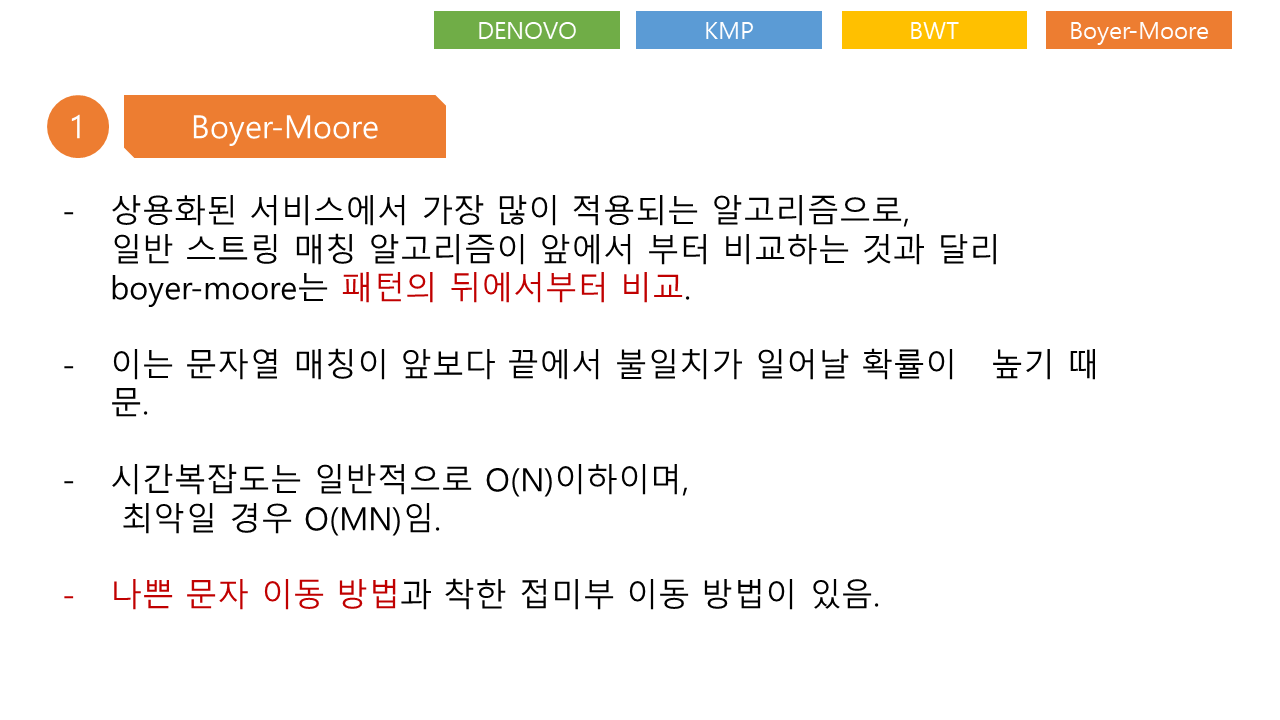 DENOVO KMP BWT Boyer-Moore
1 Boyer-Moore
- 상용화된 서비스에서 가장 많이 적용되는 알고리즘으로,
일반 스트링 매칭 알고리즘이 앞에서 부터 비교하는 것과 달리
boyer-moore는 패턴의 뒤에서부터 비교.
- 이는 문자열 매칭이 앞보다 끝에서 불일치가 일어날 확률이 높기 때
문.
- 시간복잡도는 일반적으로 O(N)이하이며,
최악일 경우 O(MN)임.
- 나쁜 문자 이동 방법과 착한 접미부 이동 방법이 있음.